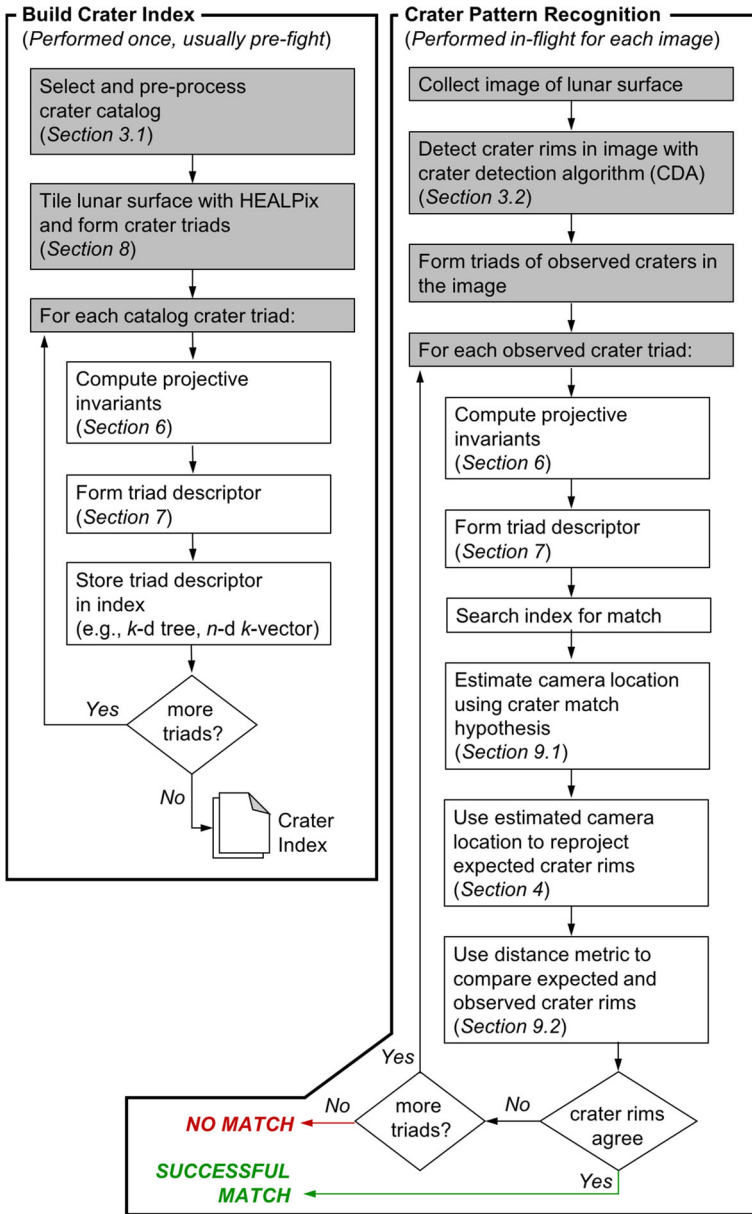 Build Crater Index
(Performed once, usually pre-fight)
Select and pre-process
crater catalog
(Section 3.1)
Tile lunar surface with HEALPix
and form crater triads
(Section 8)
For each catalog crater triad:
Compute projective
invariants
(Section 6)
Form triad descriptor
(Section 7)
Store triad descriptor
in index
(e.g., k-d tree, n-d k-vector)
Yes
more
triads?
No
Crater
Index
Crater Pattern Recognition
(Performed in-flight for each image)
Collect image of lunar surface
Detect crater rims in image with
crater detection algorithm (CDA)
(Section 3.2)
Form triads of observed craters in
the image
For each observed crater triad:
Compute projective
invariants
(Section 6)
Form triad descriptor
(Section 7)
Search index for match
Estimate camera location
using crater match
hypothesis
(Section 9.1)
Use estimated camera
location to reproject
expected crater rims
(Section 4)
Use distance metric to
compare expected and
observed crater rims
(Section 9.2)
crater rims
agree
No
more
triads?
Yes
No
NO MATCH
Yes
SUCCESSFUL
MATCH